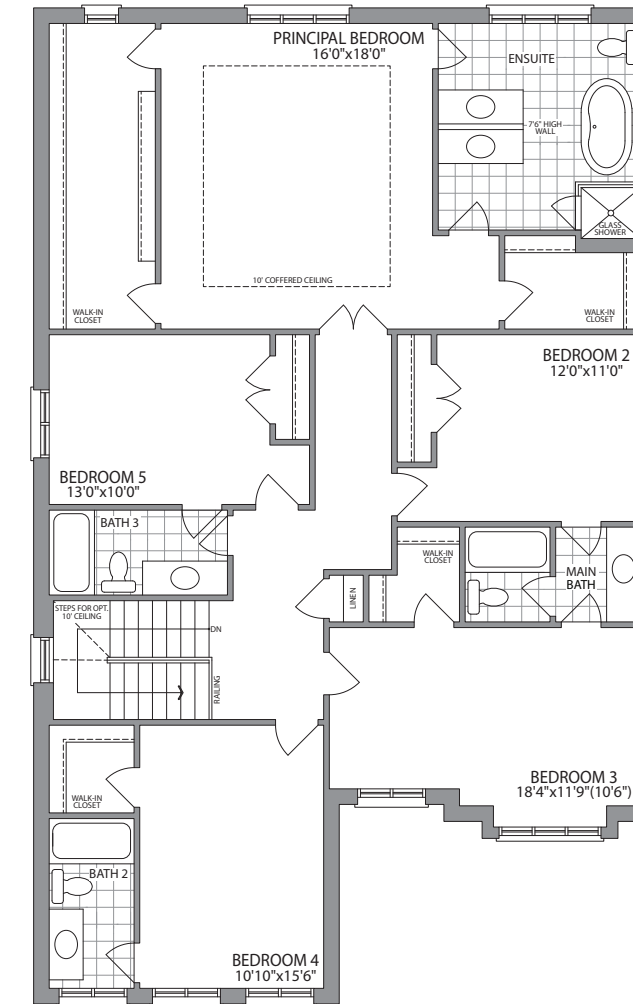 PRINCIPAL BEDROOM
16'0"x18'0"
ENSUITE
7'6" HIGH
WALL
GLASS
SHOWER
10' COFFERED CEILING
WALK-IN
CLOSET
WALK-IN
CLOSET
BEDROOM 2
12'0"x11'0"
BEDROOM 5
13'0"x10'0"
BATH 3
WALK-IN
CLOSET
MAIN
BATH
LINEN
STEPS FOR OPT.
10' CEILING
DN
RAILING
BEDROOM 3
18'4"x11'9"(10'6")
WALK-IN
CLOSET
BATH 2
BEDROOM 4
10'10"x15'6"